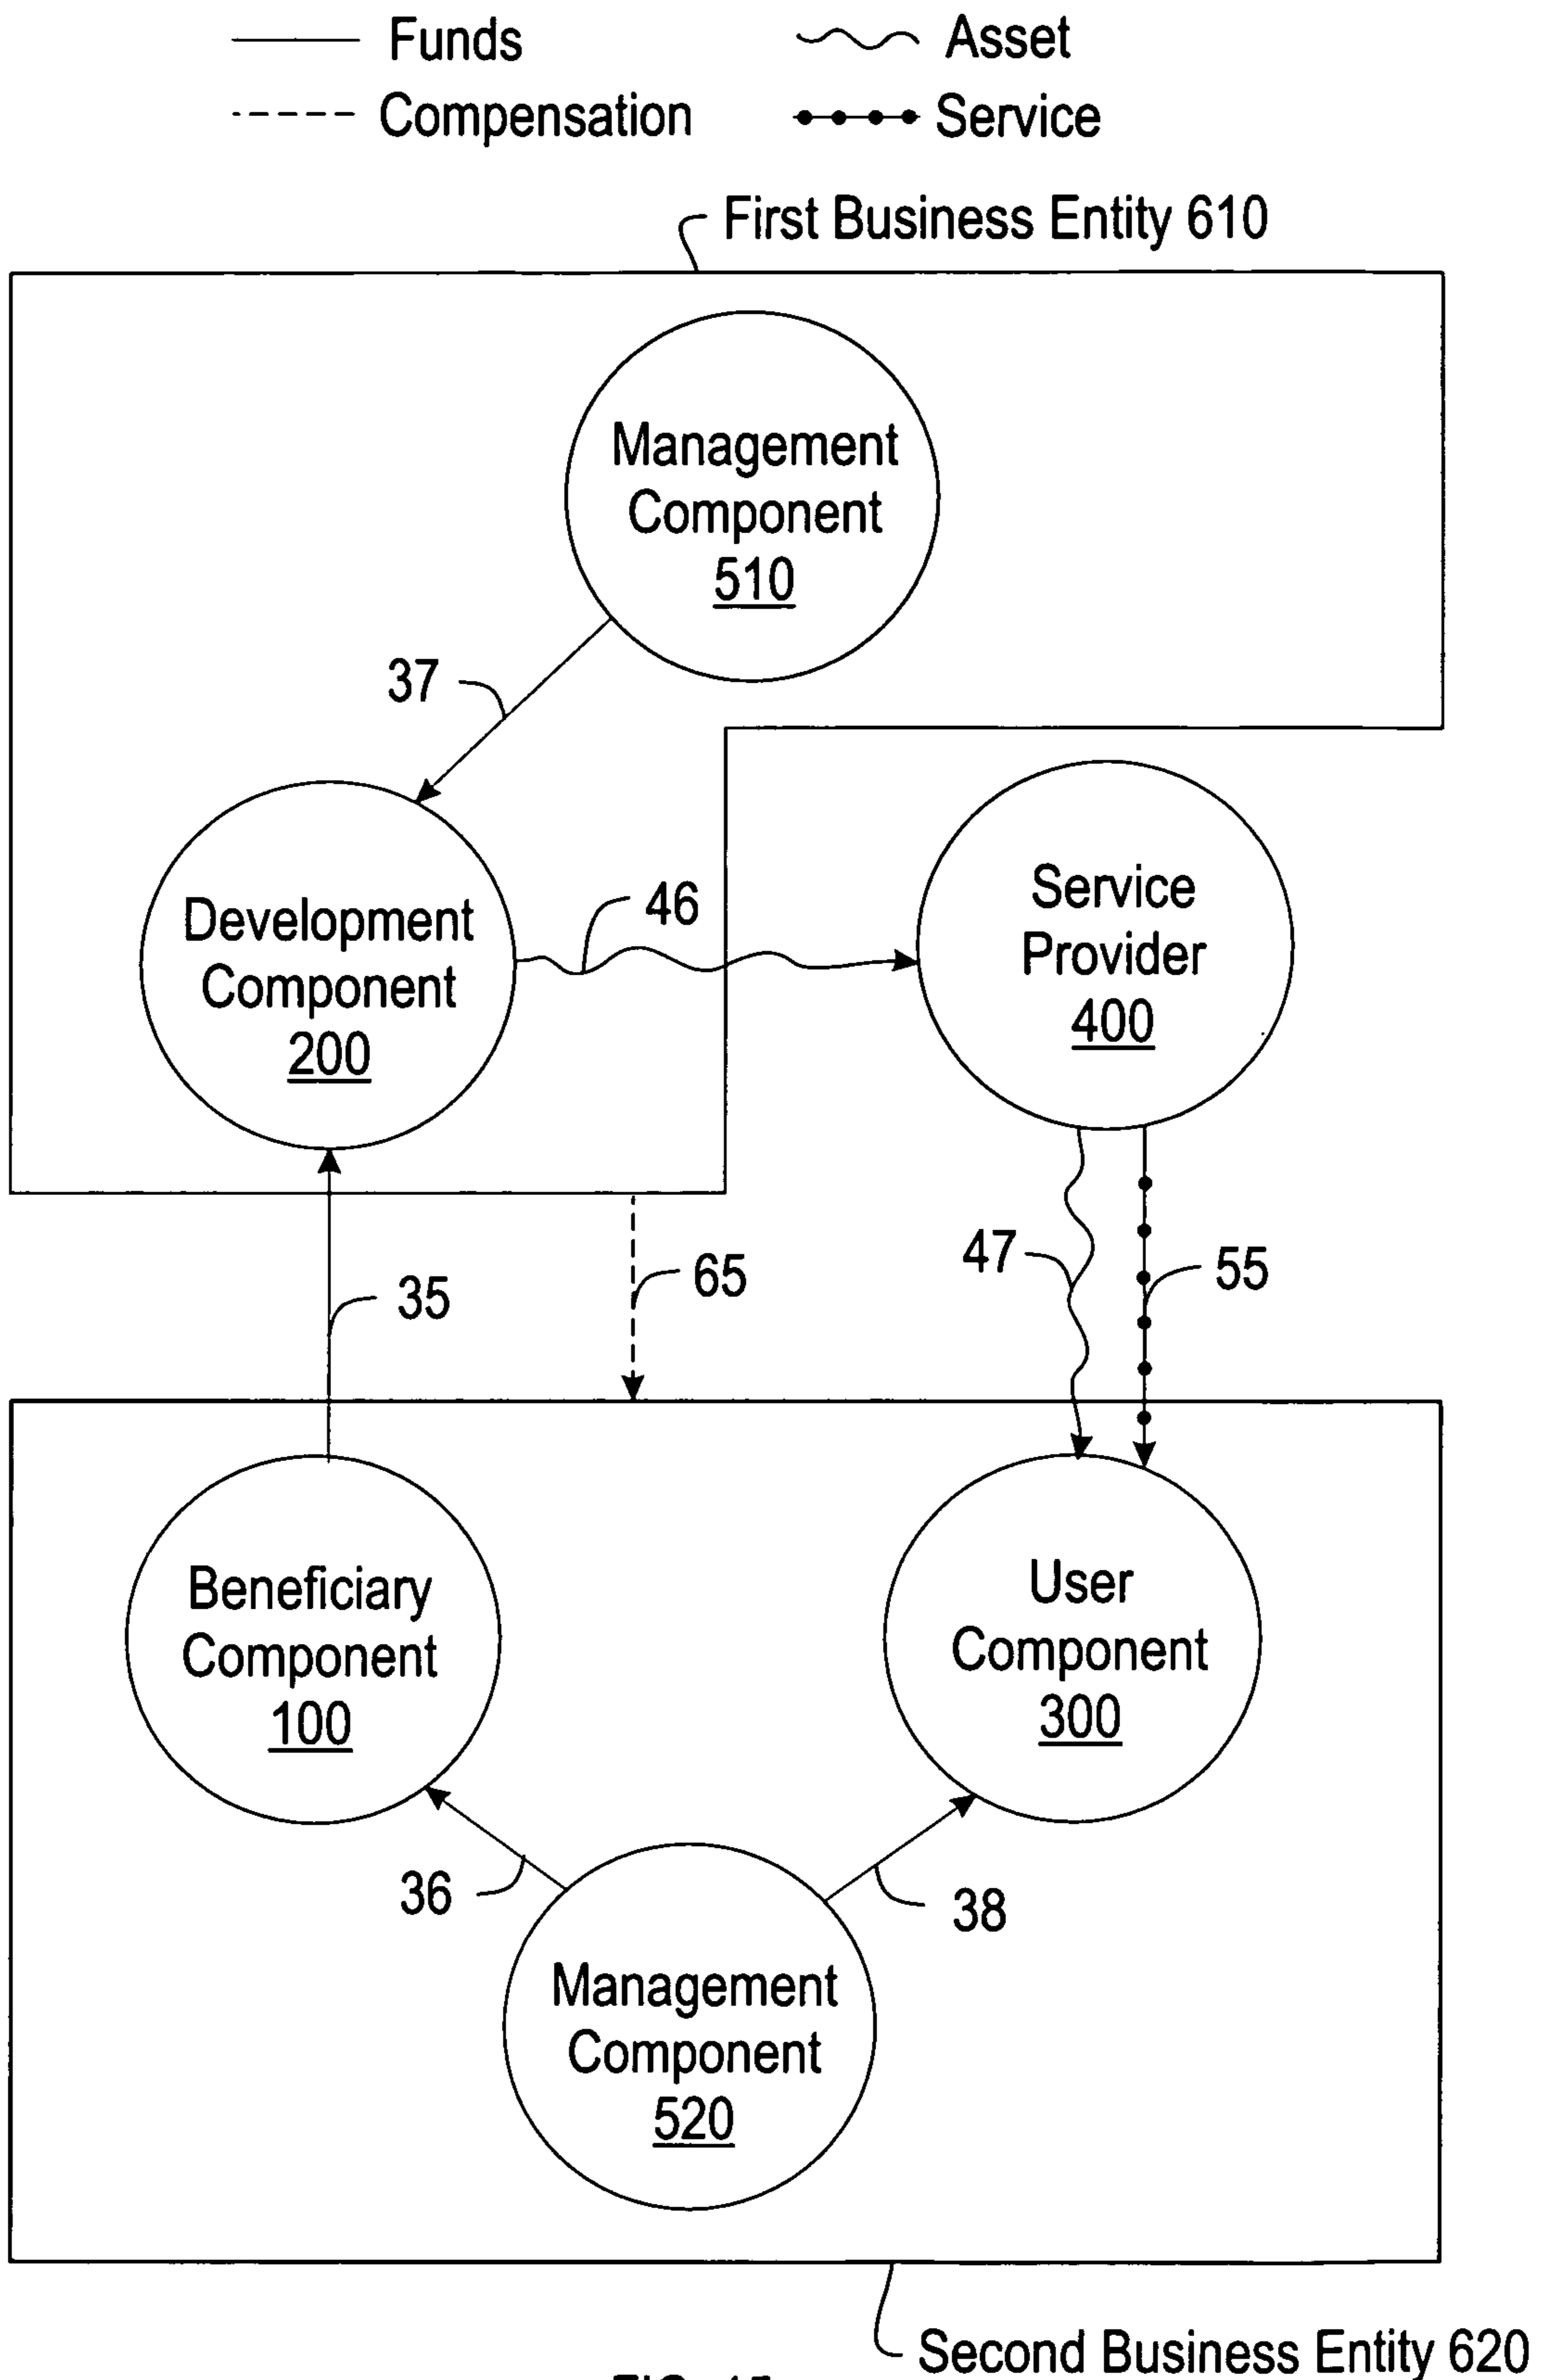 Funds
Asset
Compensation
Service
First Business Entity 610
Management
Component
510
37
Development
Component
200
46
Service
Provider
400
35
65
47
55
Beneficiary
Component
100
User
Component
300
36
38
Management
Component
520
Second Business Entity 620